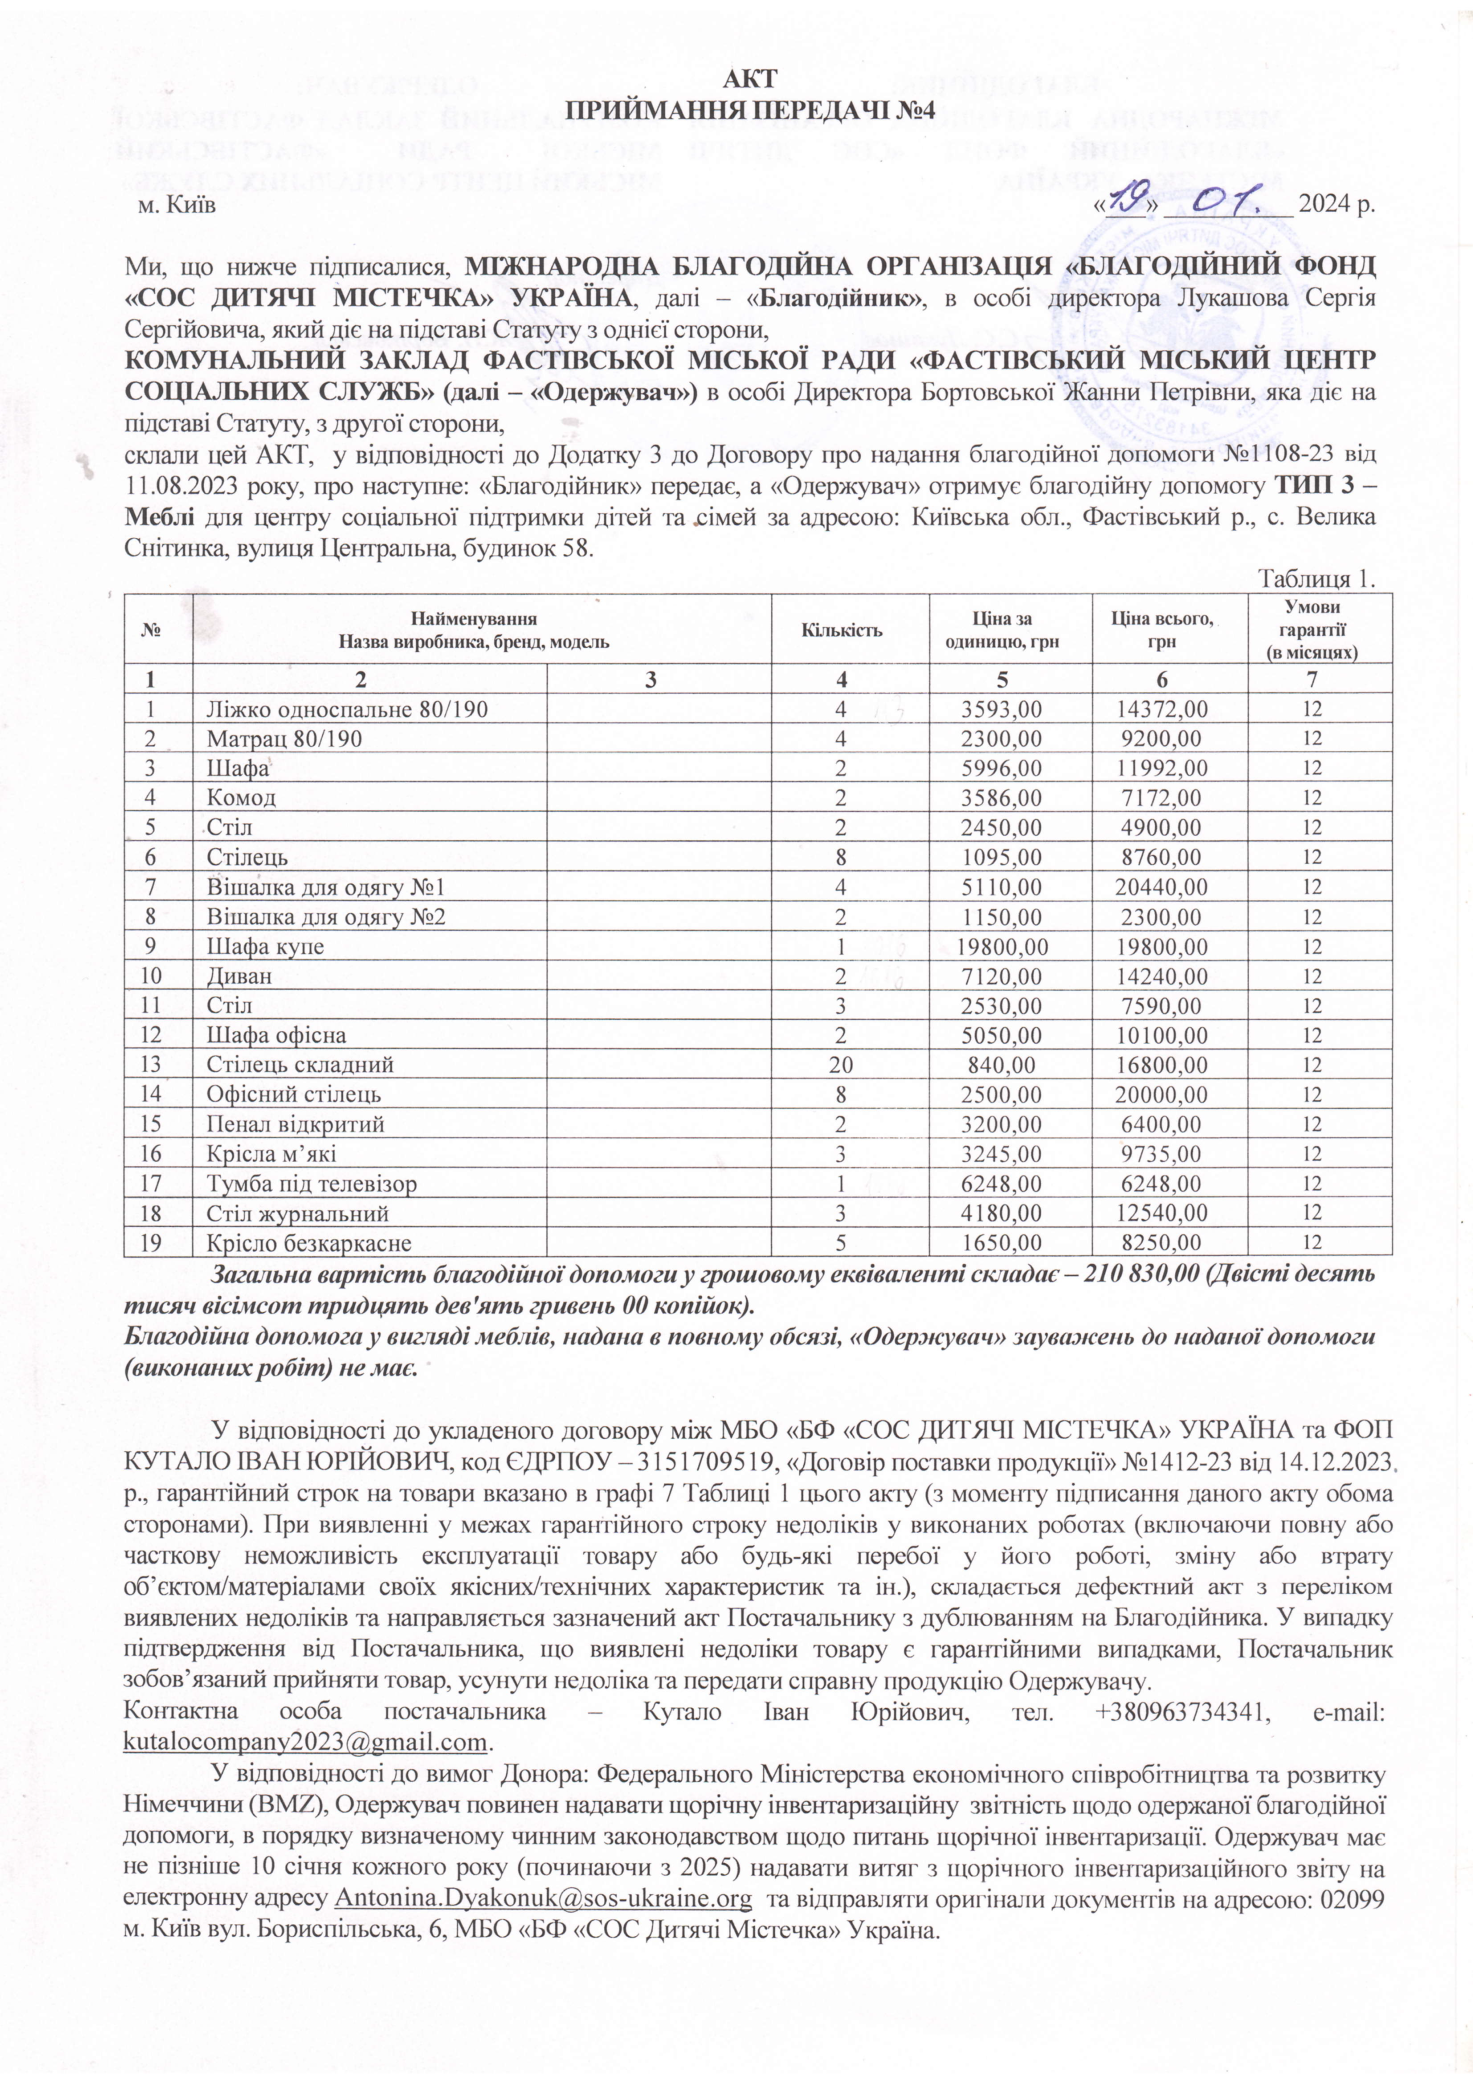 АКТ
ПРИЙМАННЯ ПЕРЕДАЧІ №4
м. Київ «19» 01. 2024 р.
Ми, що нижче підписалися, МІЖНАРОДНА БЛАГОДІЙНА ОРГАНІЗАЦІЯ «БЛАГОДІЙНИЙ ФОНД
«СОС ДИТЯЧІ МІСТЕЧКА» УКРАЇНА, далі – «Благодійник», в особі директора Лукашова Сергія
Сергійовича, який діє на підставі Статуту з однієї сторони,
КОМУНАЛЬНИЙ ЗАКЛАД ФАСТІВСЬКОЇ МІСЬКОЇ РАДИ «ФАСТІВСЬКИЙ МІСЬКИЙ ЦЕНТР
СОЦІАЛЬНИХ СЛУЖБ» (далі – «Одержувач») в особі Директора Бортовської Жанни Петрівни, яка діє на
підставі Статуту, з другої сторони,
склали цей АКТ, у відповідності до Додатку 3 до Договору про надання благодійної допомоги №1108-23 від
11.08.2023 року, про наступне: «Благодійник» передає, а «Одержувач» отримує благодійну допомогу ТИП 3 –
Меблі для центру соціальної підтримки дітей та сімей за адресою: Київська обл., Фастівський р., с. Велика
Снітинка, вулиця Центральна, будинок 58.
Таблиця 1.
№ Найменування Назва виробника, бренд, модель Кількість Ціна за одиницю, грн Ціна всього, грн Умови гарантії (в місяцях)
1 2 3 4 5 6 7
1 Ліжко односпальне 80/190 4 3593,00 14372,00 12
2 Матрац 80/190 4 2300,00 9200,00 12
3 Шафа 2 5996,00 11992,00 12
4 Комод 2 3586,00 7172,00 12
5 Стіл 2 2450,00 4900,00 12
6 Стілець 8 1095,00 8760,00 12
7 Вішалка для одягу №1 4 5110,00 20440,00 12
8 Вішалка для одягу №2 2 1150,00 2300,00 12
9 Шафа купе 1 19800,00 19800,00 12
10 Диван 2 7120,00 14240,00 12
11 Стіл 3 2530,00 7590,00 12
12 Шафа офісна 2 5050,00 10100,00 12
13 Стілець складний 20 840,00 16800,00 12
14 Офісний стілець 8 2500,00 20000,00 12
15 Пенал відкритий 2 3200,00 6400,00 12
16 Крісла м’які 3 3245,00 9735,00 12
17 Тумба під телевізор 1 6248,00 6248,00 12
18 Стіл журнальний 3 4180,00 12540,00 12
19 Крісло безкаркасне 5 1650,00 8250,00 12
Загальна вартість благодійної допомоги у грошовому еквіваленті складає – 210 830,00 (Двісті десять
тисяч вісімсот тридцять дев'ять гривень 00 копійок).
Благодійна допомога у вигляді меблів, надана в повному обсязі, «Одержувач» зауважень до наданої допомоги
(виконаних робіт) не має.
У відповідності до укладеного договору між МБО «БФ «СОС ДИТЯЧІ МІСТЕЧКА» УКРАЇНА та ФОП
КУТАЛО ІВАН ЮРІЙОВИЧ, код ЄДРПОУ – 3151709519, «Договір поставки продукції» №1412-23 від 14.12.2023
р., гарантійний строк на товари вказано в графі 7 Таблиці 1 цього акту (з моменту підписання даного акту обома
сторонами). При виявленні у межах гарантійного строку недоліків у виконаних роботах (включаючи повну або
часткову неможливість експлуатації товару або будь-які перебої у його роботі, зміну або втрату
об’єктом/матеріалами своїх якісних/технічних характеристик та ін.), складається дефектний акт з переліком
виявлених недоліків та направляється зазначений акт Постачальнику з дублюванням на Благодійника. У випадку
підтвердження від Постачальника, що виявлені недоліки товару є гарантійними випадками, Постачальник
зобов’язаний прийняти товар, усунути недоліка та передати справну продукцію Одержувачу.
Контактна особа постачальника – Кутало Іван Юрійович, тел. +380963734341, e-mail:
kutalocompany2023@gmail.com.
У відповідності до вимог Донора: Федерального Міністерства економічного співробітництва та розвитку
Німеччини (BMZ), Одержувач повинен надавати щорічну інвентаризаційну звітність щодо одержаної благодійної
допомоги, в порядку визначеному чинним законодавством щодо питань щорічної інвентаризації. Одержувач має
не пізніше 10 січня кожного року (починаючи з 2025) надавати витяг з щорічного інвентаризаційного звіту на
електронну адресу Antonina.Dyakonuk@sos-ukraine.org та відправляти оригінали документів на адресою: 02099
м. Київ вул. Бориспільська, 6, МБО «БФ «СОС Дитячі Містечка» Україна.